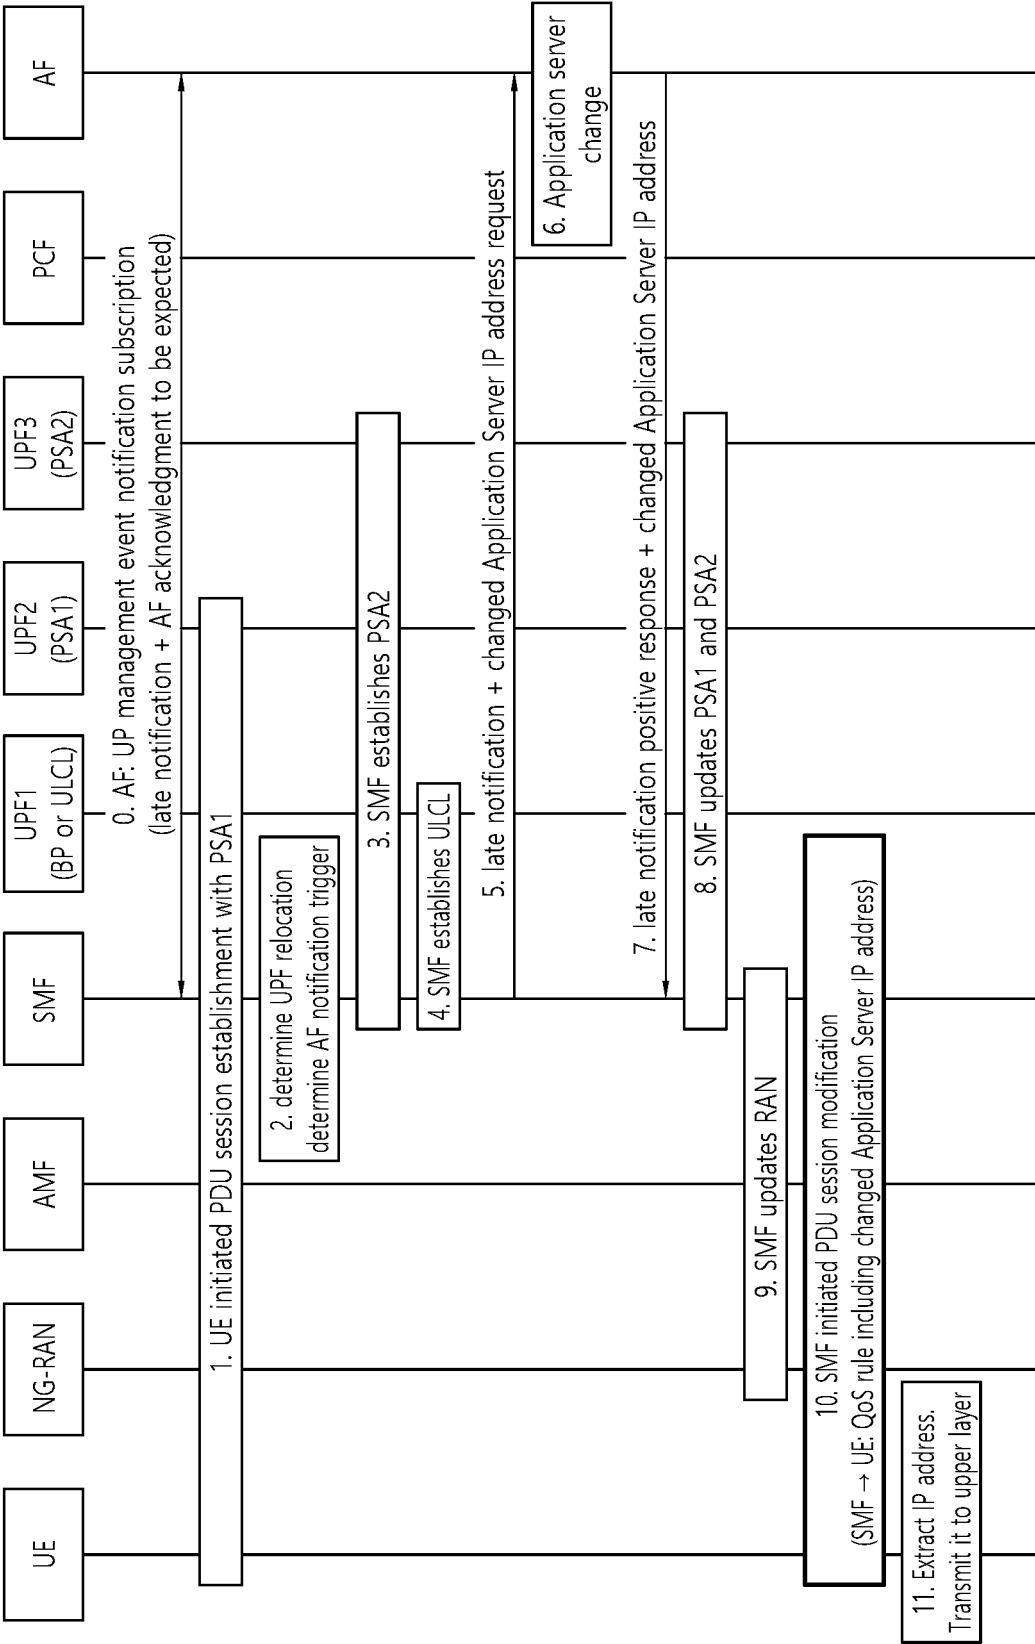 UE
NG-RAN
AMF
SMF
UPF1
(BP or ULCL)
UPF2
(PSA1)
UPF3
(PSA2)
PCF
AF
0. AF: UP management event notification subscription
(late notification + AF acknowledgment to be expected)
1. UE initiated PDU session establishment with PSA1
2. determine UPF relocation
determine AF notification trigger
3. SMF establishes PSA2
4. SMF establishes ULCL
5. late notification + changed Application Server IP address request
6. Application server
change
7. late notification positive response + changed Application Server IP address
8. SMF updates PSA1 and PSA2
9. SMF updates RAN
10. SMF initiated PDU session modification
(SMF → UE: QoS rule including changed Application Server IP address)
11. Extract IP address.
Transmit it to upper layer